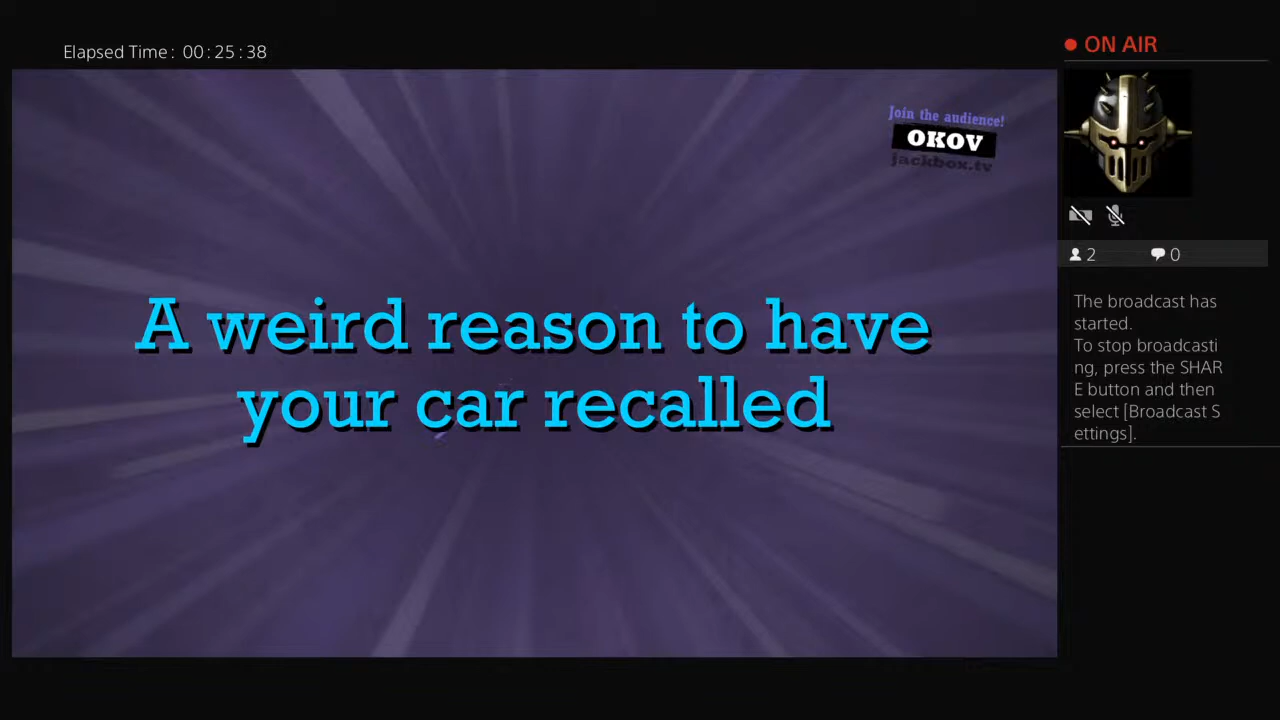 Elapsed Time: 00:25:38
ON AIR
Join the audience!
OKOV
jackbox.tv
2
0
A weird reason to have
your car recalled
The broadcast has
started.
To stop broadcasti
ng, press the SHAR
E button and then
select [Broadcast S
ettings].